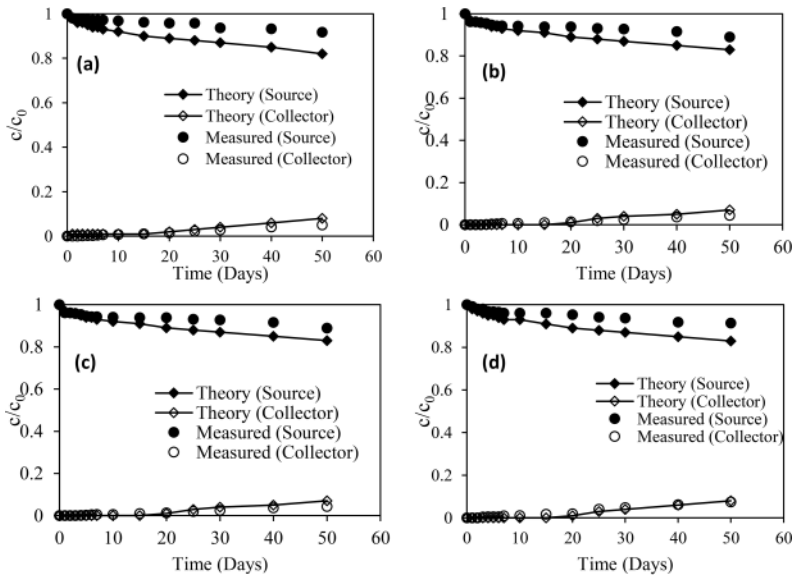 1
0.8
0.6
0.4
0.2
0
c/c0
(a)
Theory (Source)
Theory (Collector)
Measured (Source)
Measured (Collector)
0 10 20 30 40 50 60
Time (Days)
1
0.8
0.6
0.4
0.2
0
c/c0
(b)
Theory (Source)
Theory (Collector)
Measured (Source)
Measured (Collector)
0 10 20 30 40 50 60
Time (Days)
1
0.8
0.6
0.4
0.2
0
c/c0
(c)
Theory (Source)
Theory (Collector)
Measured (Source)
Measured (Collector)
0 10 20 30 40 50 60
Time (Days)
1
0.8
0.6
0.4
0.2
0
c/c0
(d)
Theory (Source)
Theory (Collector)
Measured (Source)
Measured (Collector)
0 10 20 30 40 50 60
Time (Days)